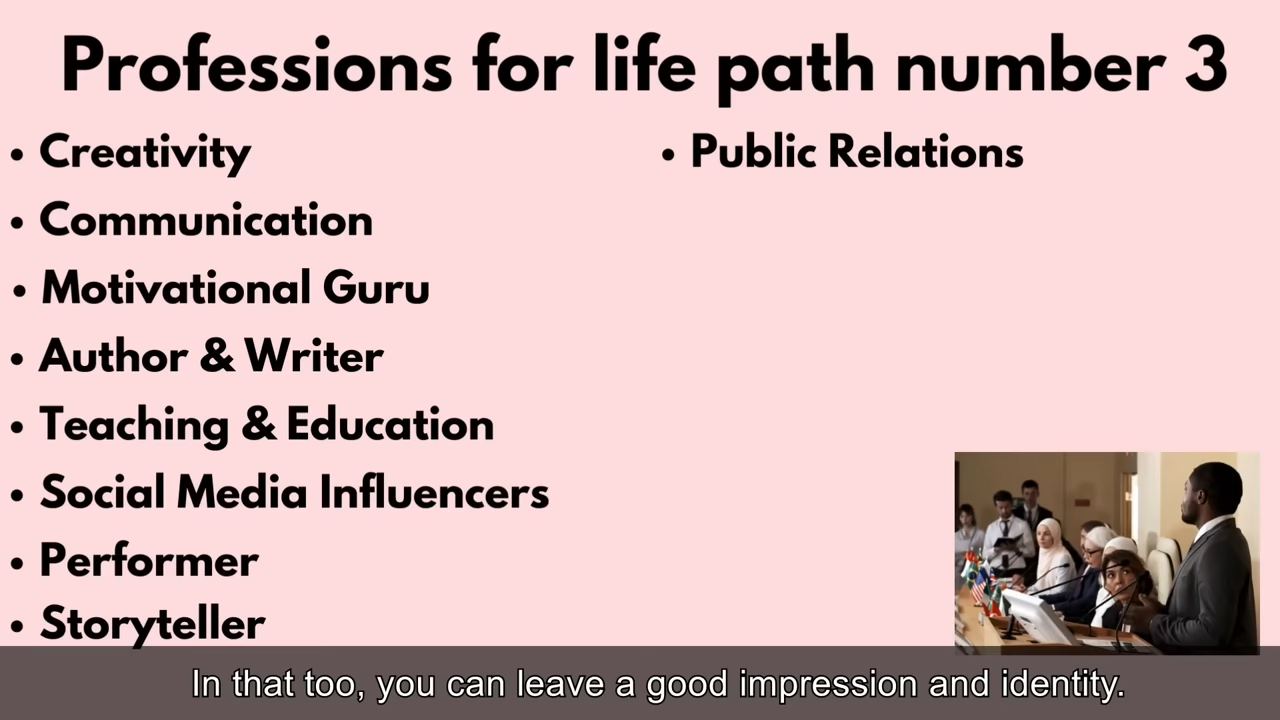 Professions for life path number 3
• Creativity
• Communication
• Motivational Guru
• Author & Writer
• Teaching & Education
• Social Media Influencers
• Performer
• Storyteller
• Public Relations
In that too, you can leave a good impression and identity.